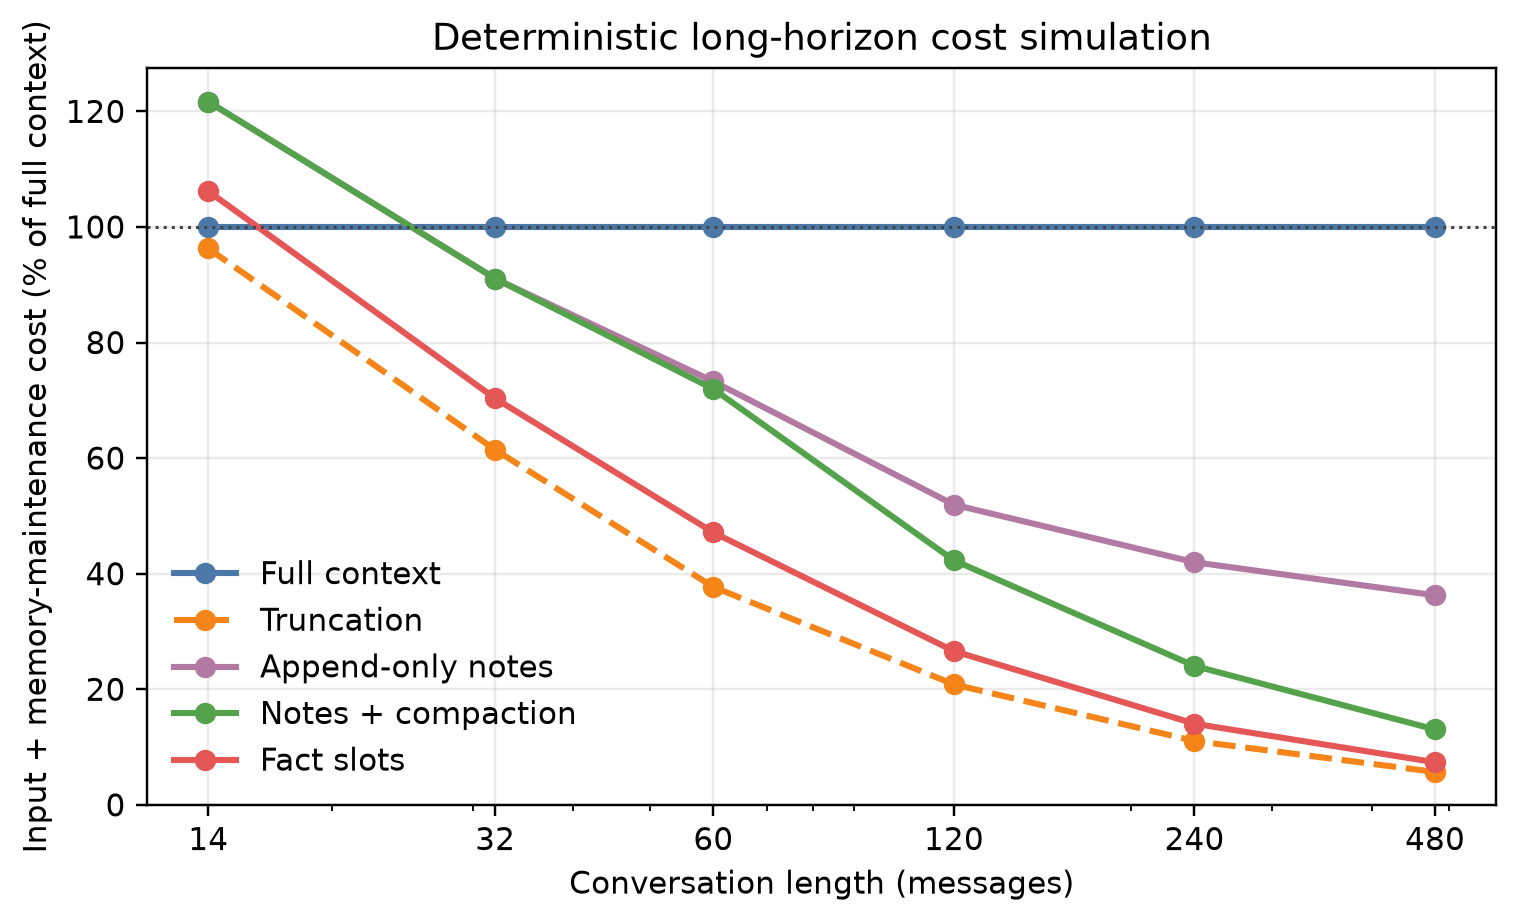 Deterministic long-horizon cost simulation
Input + memory-maintenance cost (% of full context)
120
100
80
60
40
20
0
Full context
Truncation
Append-only notes
Notes + compaction
Fact slots
14 32 60 120 240 480
Conversation length (messages)